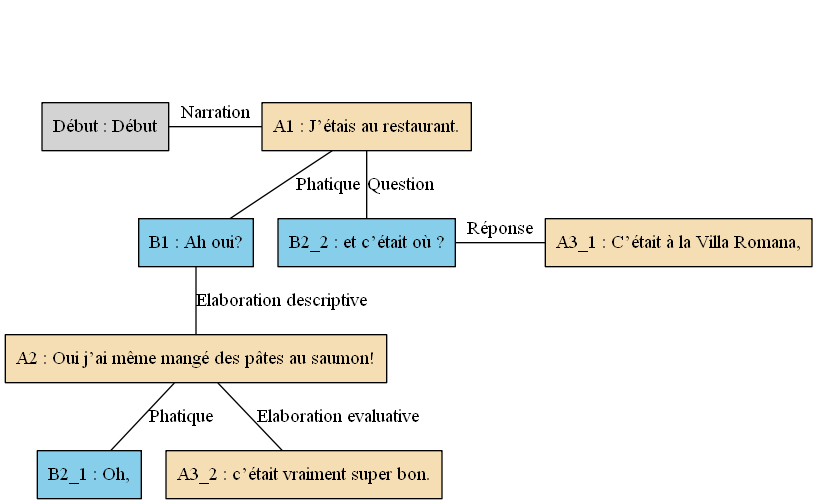 Début : Début
Narration
A1 : J’étais au restaurant.
Phatique
Question
B1 : Ah oui?
B2_2 : et c’était où ?
Réponse
A3_1 : C’était à la Villa Romana,
Elaboration descriptive
A2 : Oui j’ai même mangé des pâtes au saumon!
Phatique
Elaboration evaluative
B2_1 : Oh,
A3_2 : c’était vraiment super bon.